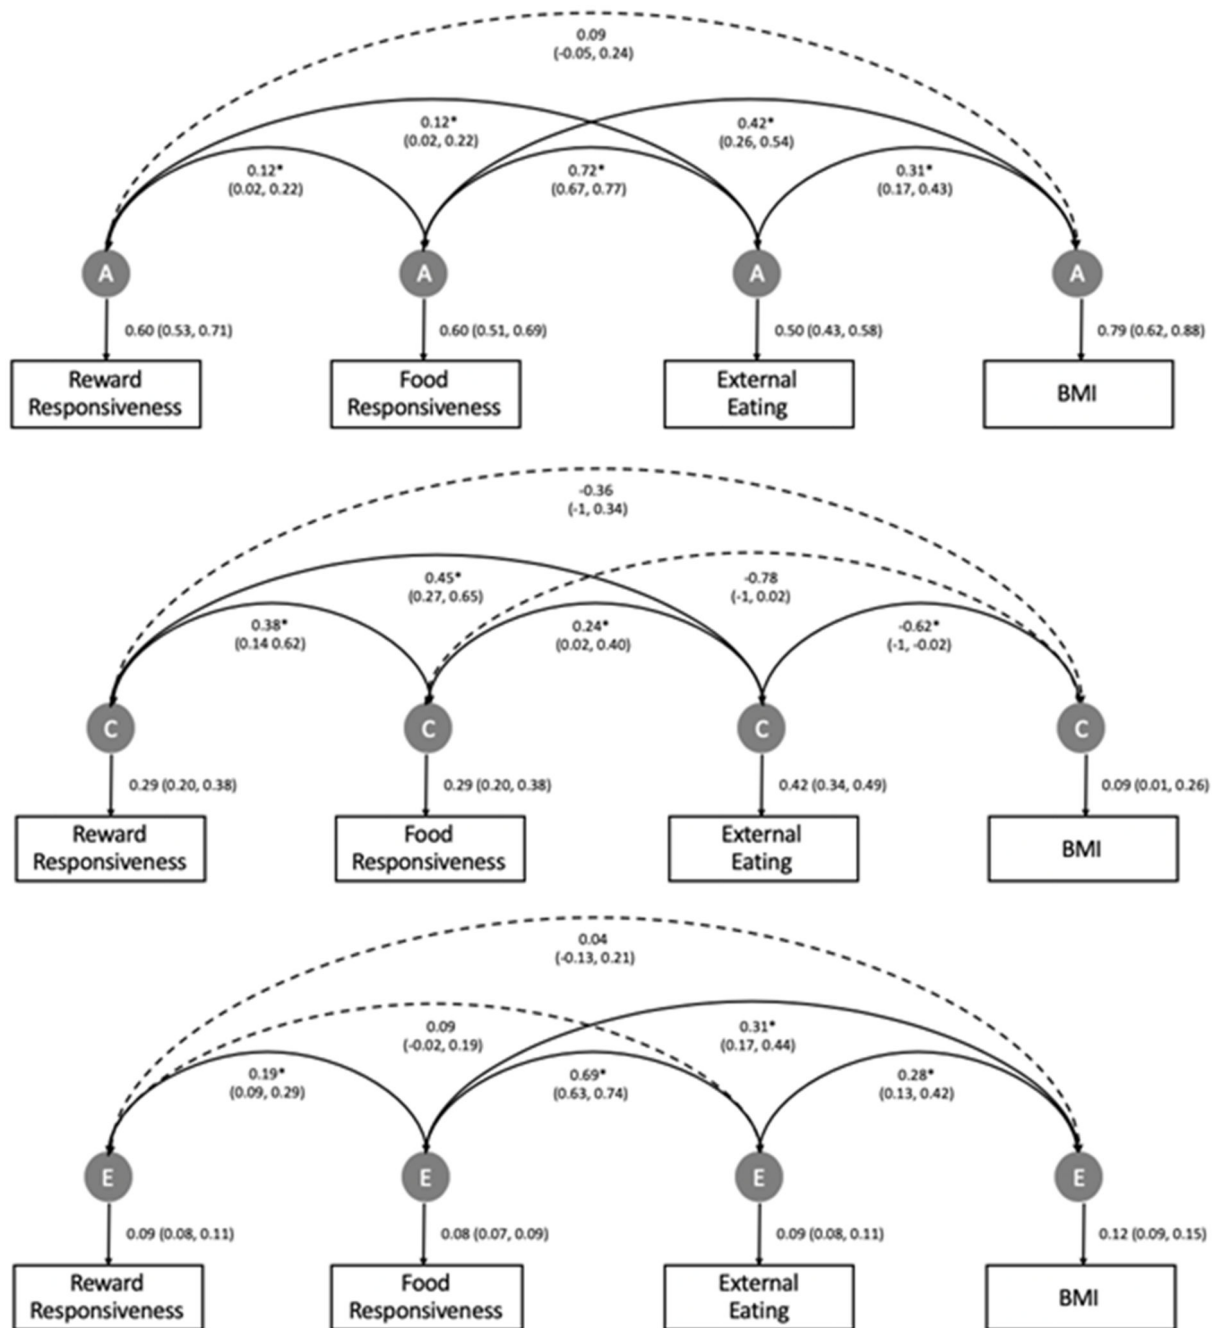 0.09
(-0.05, 0.24)
0.12*
(0.02, 0.22)
0.42*
(0.26, 0.54)
0.12*
(0.02, 0.22)
0.72*
(0.67, 0.77)
0.31*
(0.17, 0.43)
A A A A
0.60 (0.53, 0.71) 0.60 (0.51, 0.69) 0.50 (0.43, 0.58) 0.79 (0.62, 0.88)
Reward
Responsiveness
Food
Responsiveness
External
Eating
BMI
-0.36
(-1, 0.34)
0.45*
(0.27, 0.65)
-0.78
(-1, 0.02)
0.38*
(0.14 0.62)
0.24*
(0.02, 0.40)
-0.62*
(-1, -0.02)
C C C C
0.29 (0.20, 0.38) 0.29 (0.20, 0.38) 0.42 (0.34, 0.49) 0.09 (0.01, 0.26)
Reward
Responsiveness
Food
Responsiveness
External
Eating
BMI
0.04
(-0.13, 0.21)
0.09
(-0.02, 0.19)
0.31*
(0.17, 0.44)
0.19*
(0.09, 0.29)
0.69*
(0.63, 0.74)
0.28*
(0.13, 0.42)
E E E E
0.09 (0.08, 0.11) 0.08 (0.07, 0.09) 0.09 (0.08, 0.11) 0.12 (0.09, 0.15)
Reward
Responsiveness
Food
Responsiveness
External
Eating
BMI